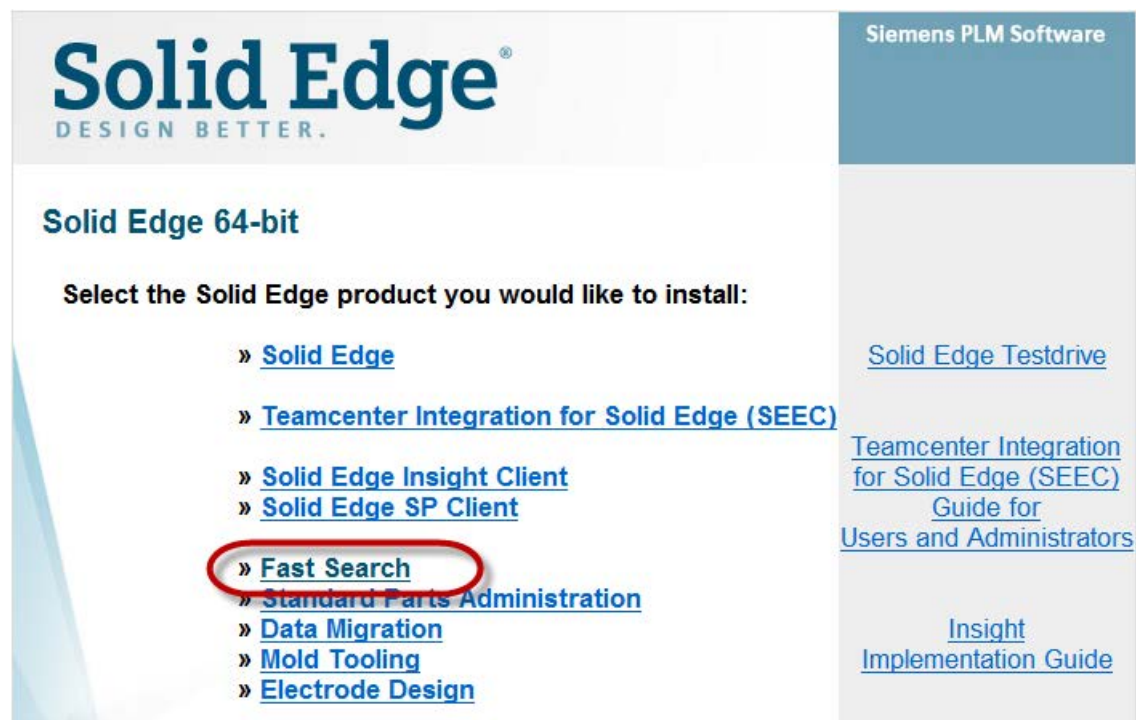 Solid Edge®
DESIGN BETTER.
Siemens PLM Software
Solid Edge 64-bit
Select the Solid Edge product you would like to install:
» Solid Edge
» Teamcenter Integration for Solid Edge (SEEC)
» Solid Edge Insight Client
» Solid Edge SP Client
» Fast Search
» Standard Parts Administration
» Data Migration
» Mold Tooling
» Electrode Design
Solid Edge Testdrive
Teamcenter Integration
for Solid Edge (SEEC)
Guide for
Users and Administrators
Insight
Implementation Guide